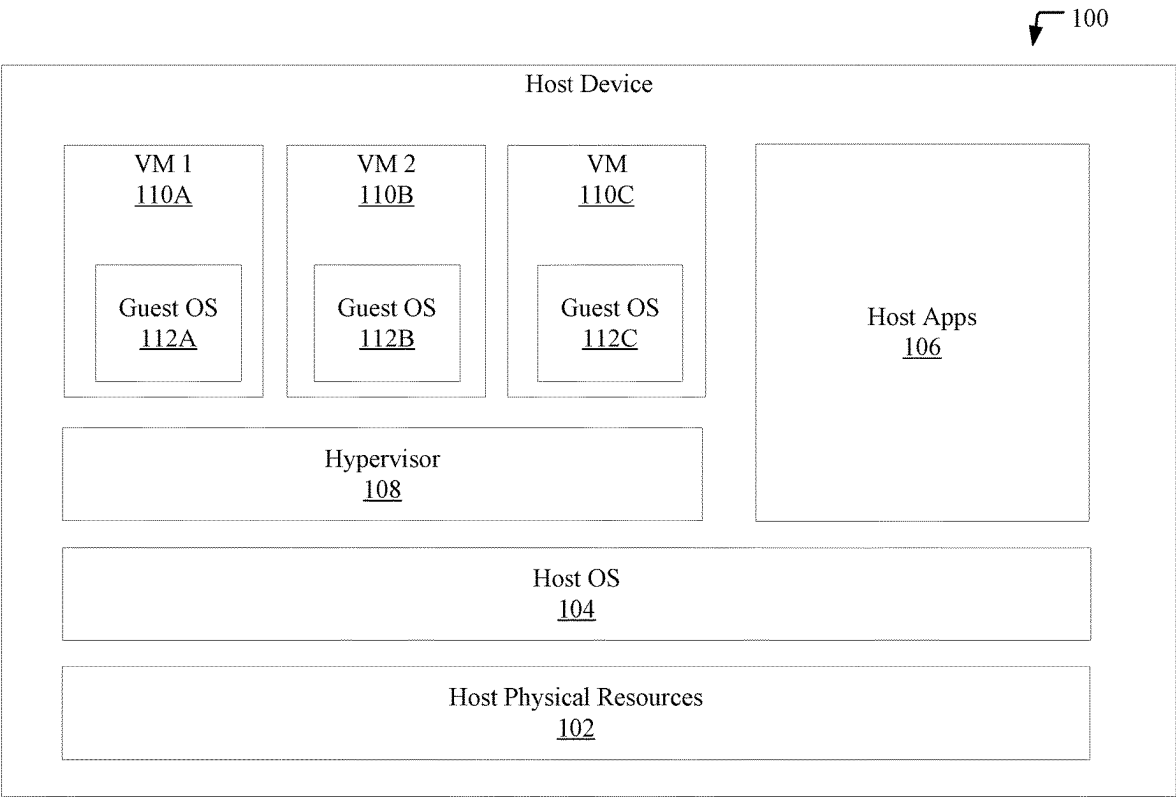 100
Host Device
VM 1
110A
VM 2
110B
VM
110C
Guest OS
112A
Guest OS
112B
Guest OS
112C
Host Apps
106
Hypervisor
108
Host OS
104
Host Physical Resources
102